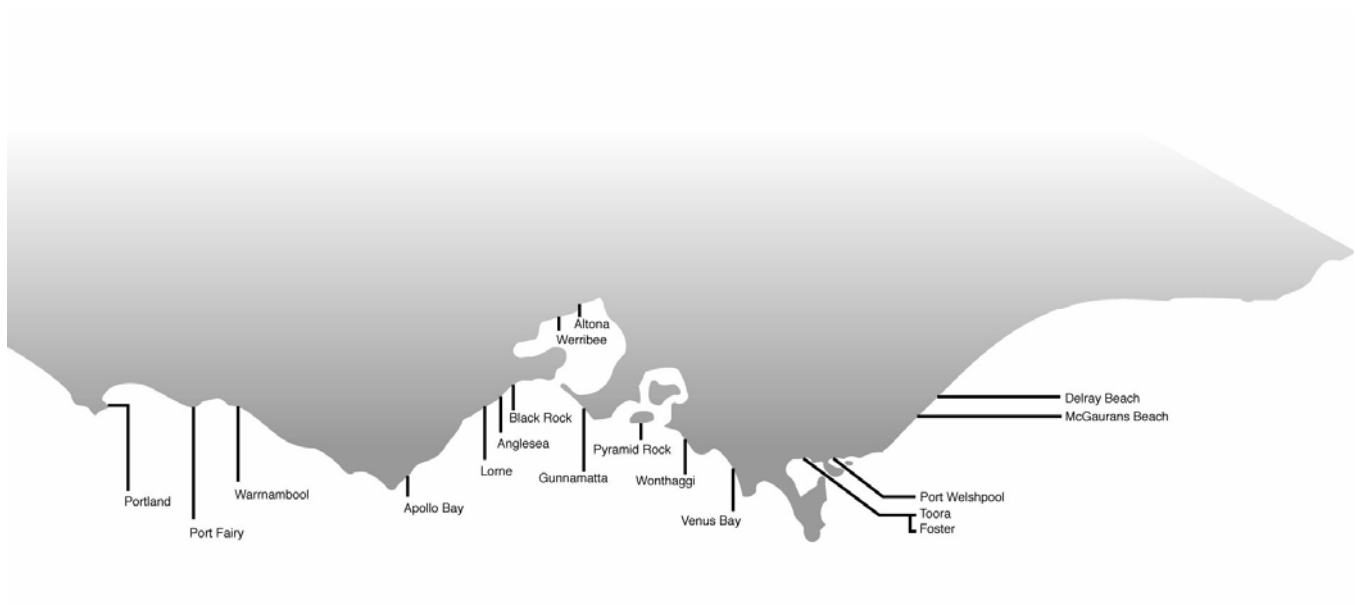 Altona
Werribee
Delray Beach
Black Rock
McGaurans Beach
Anglesea
Pyramid Rock
Lorne
Gunnamatta
Wonthaggi
Warrnambool
Port Welshpool
Portland
Apollo Bay
Toora
Venus Bay
Foster
Port Fairy